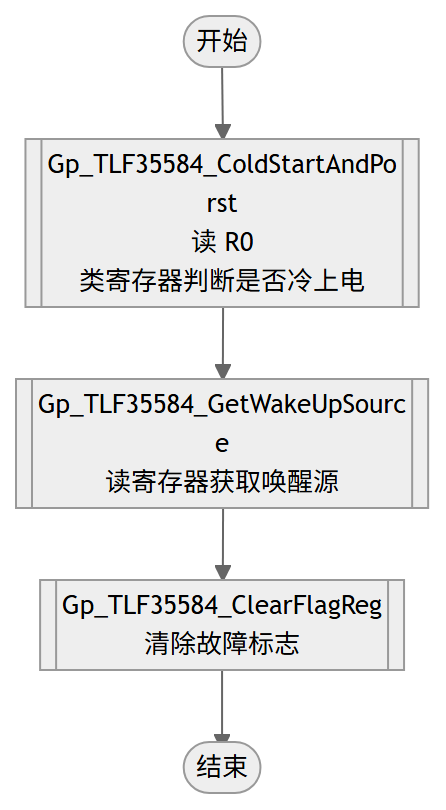 开始
Gp_TLF35584_ColdStartAndPo
rst
读 R0
类寄存器判断是否冷上电
Gp_TLF35584_GetWakeUpSourc
e
读寄存器获取唤醒源
Gp_TLF35584_ClearFlagReg
清除故障标志
结束